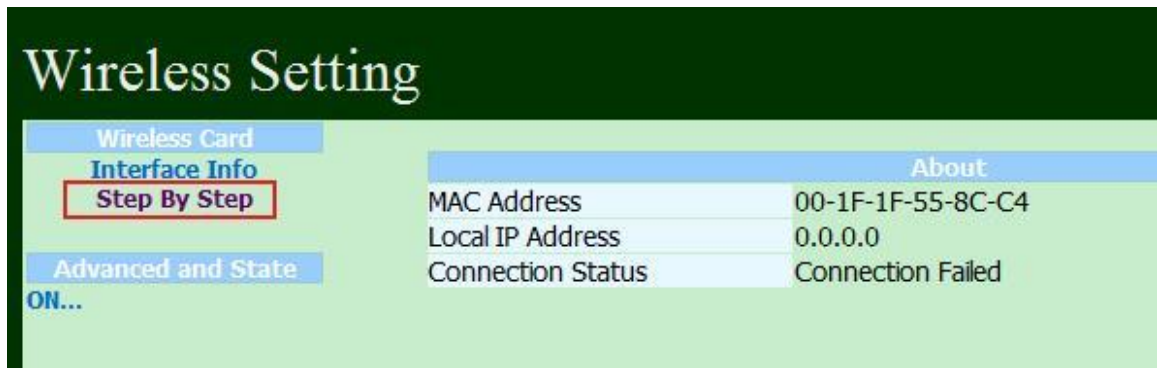 Wireless Setting
Wireless Card
Interface Info
Step By Step
Advanced and State
ON...
About
MAC Address 00-1F-1F-55-8C-C4
Local IP Address 0.0.0.0
Connection Status Connection Failed